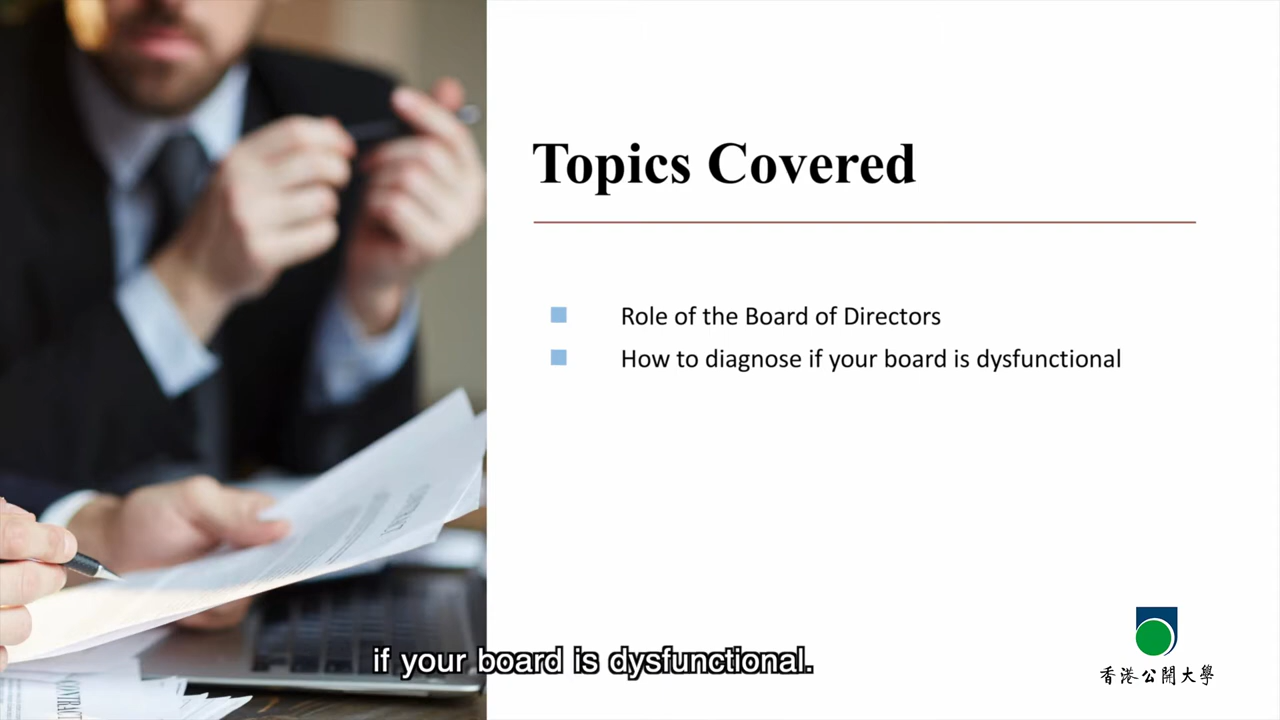 Topics Covered
Role of the Board of Directors
How to diagnose if your board is dysfunctional
CONTRACT
if your board is dysfunctional.
香港公開大學